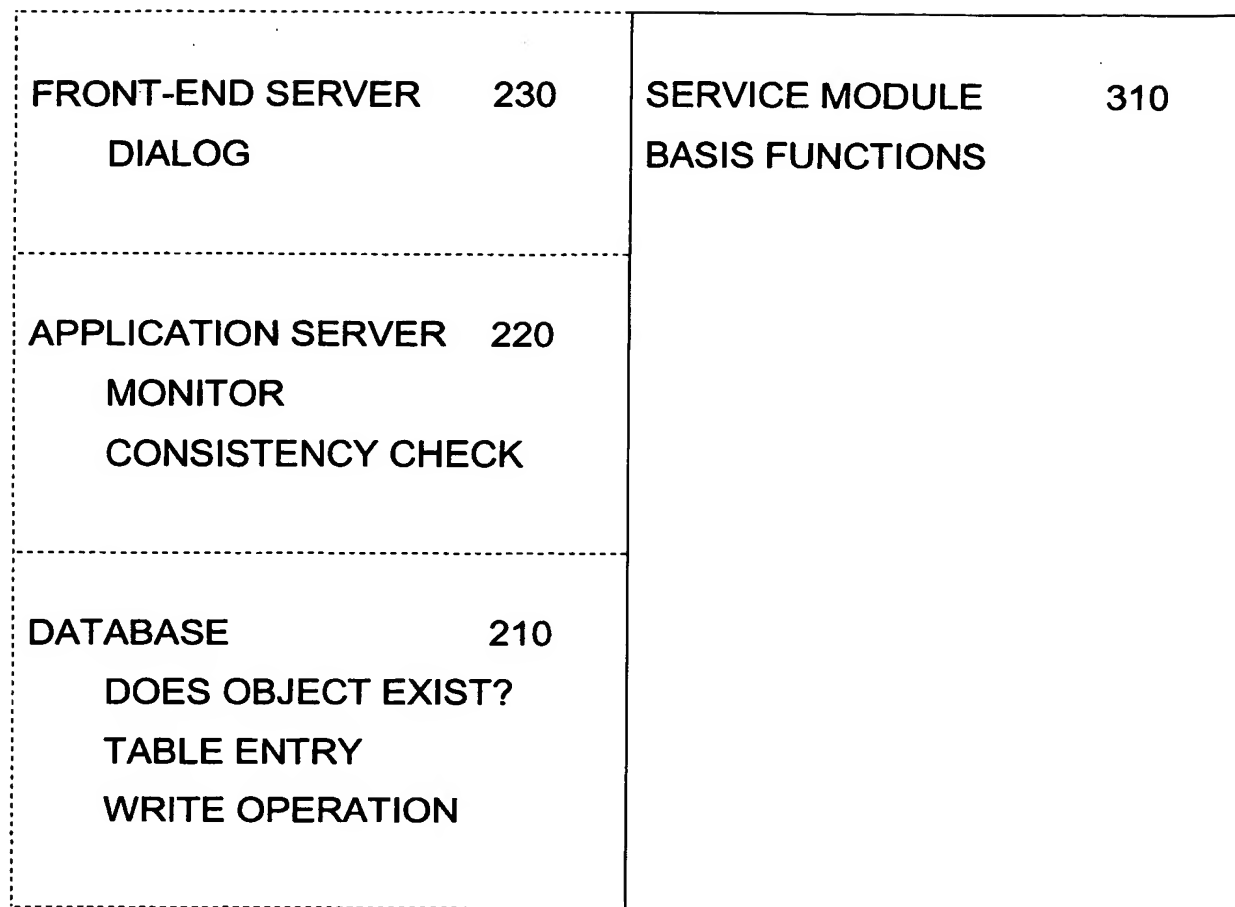 FRONT-END SERVER 230
DIALOG
APPLICATION SERVER 220
MONITOR
CONSISTENCY CHECK
DATABASE 210
DOES OBJECT EXIST?
TABLE ENTRY
WRITE OPERATION
SERVICE MODULE 310
BASIS FUNCTIONS